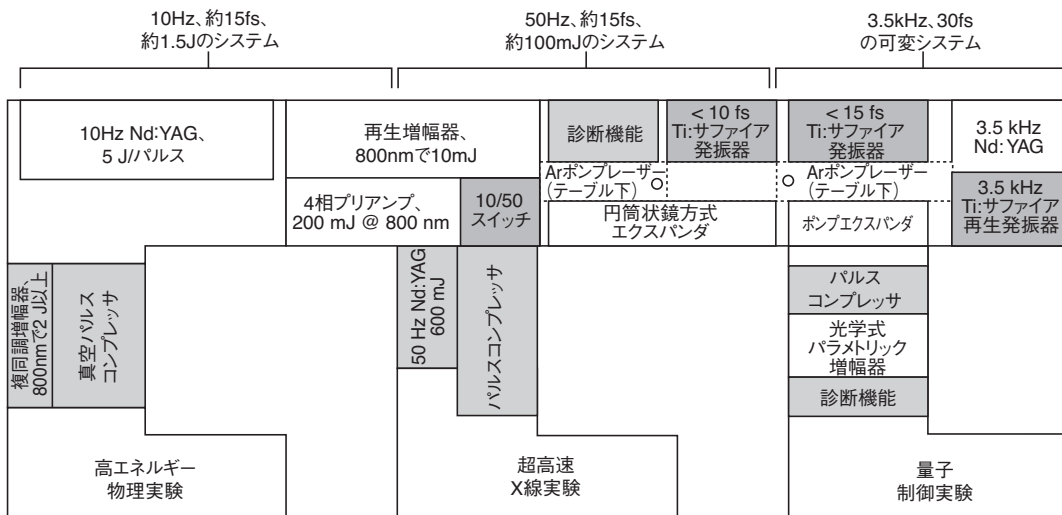 10Hz、約15fs、
約1.5Jのシステム
50Hz、約15fs、
約100mJのシステム
3.5kHz、30fs
の可変システム
10Hz Nd:YAG、
5 J/パルス
再生増幅器、
800nmで10mJ
診断機能
< 10 fs
Ti:サファイア
発振器
< 15 fs
Ti:サファイア
発振器
3.5 kHz
Nd:YAG
Arポンプレーザー
(テーブル下)
Arポンプレーザー
(テーブル下)
4相プリアンプ、
200 mJ @ 800 nm
10/50
スイッチ
円筒状鏡方式
エクスパンダ
ポンプエクスパンダ
3.5 kHz
Ti:サファイア
再生発振器
複同調増幅器、
800nmで2 J以上
真空パルス
コンプレッサ
50 Hz Nd:YAG
600 mJ
パルスコンプレッサ
パルス
コンプレッサ
光学式
パラメトリック
増幅器
診断機能
高エネルギー
物理実験
超高速
X線実験
量子
制御実験